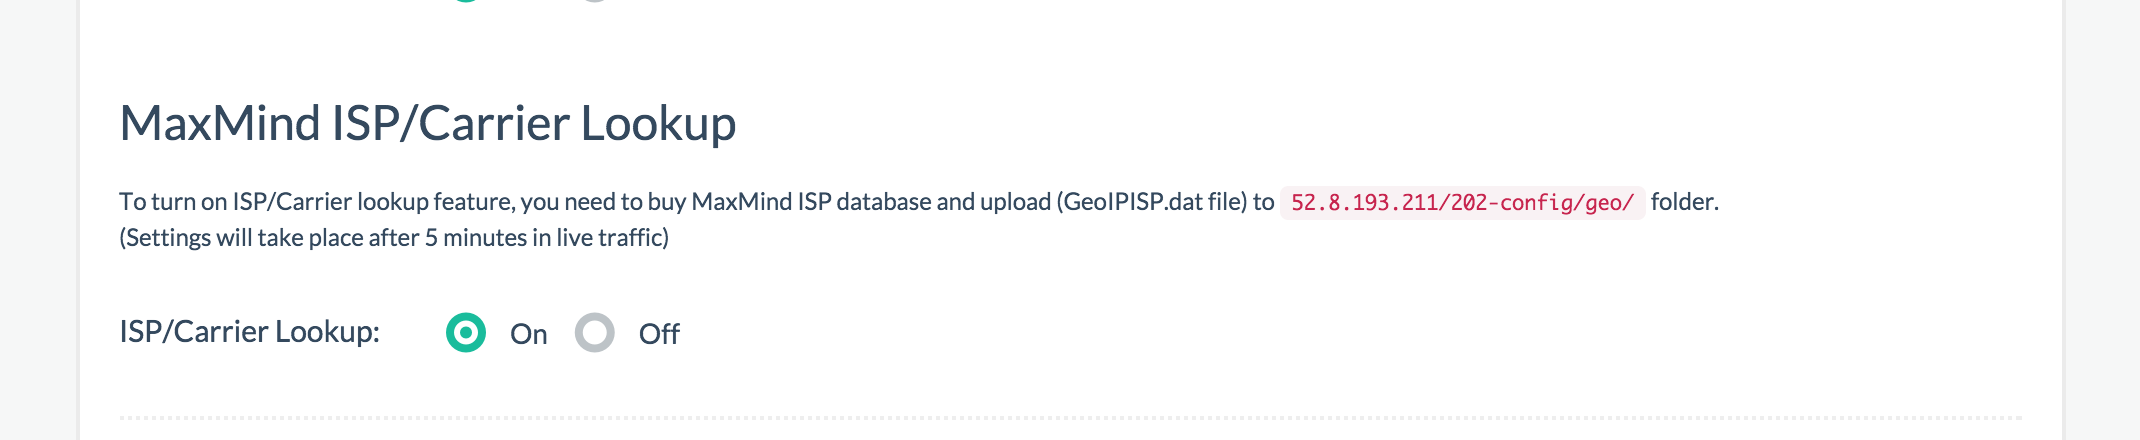 MaxMind ISP/Carrier Lookup
To turn on ISP/Carrier lookup feature, you need to buy MaxMind ISP database and upload (GeoIPISP.dat file) to 52.8.193.211/202-config/geo/ folder.
(Settings will take place after 5 minutes in live traffic)
ISP/Carrier Lookup: On Off